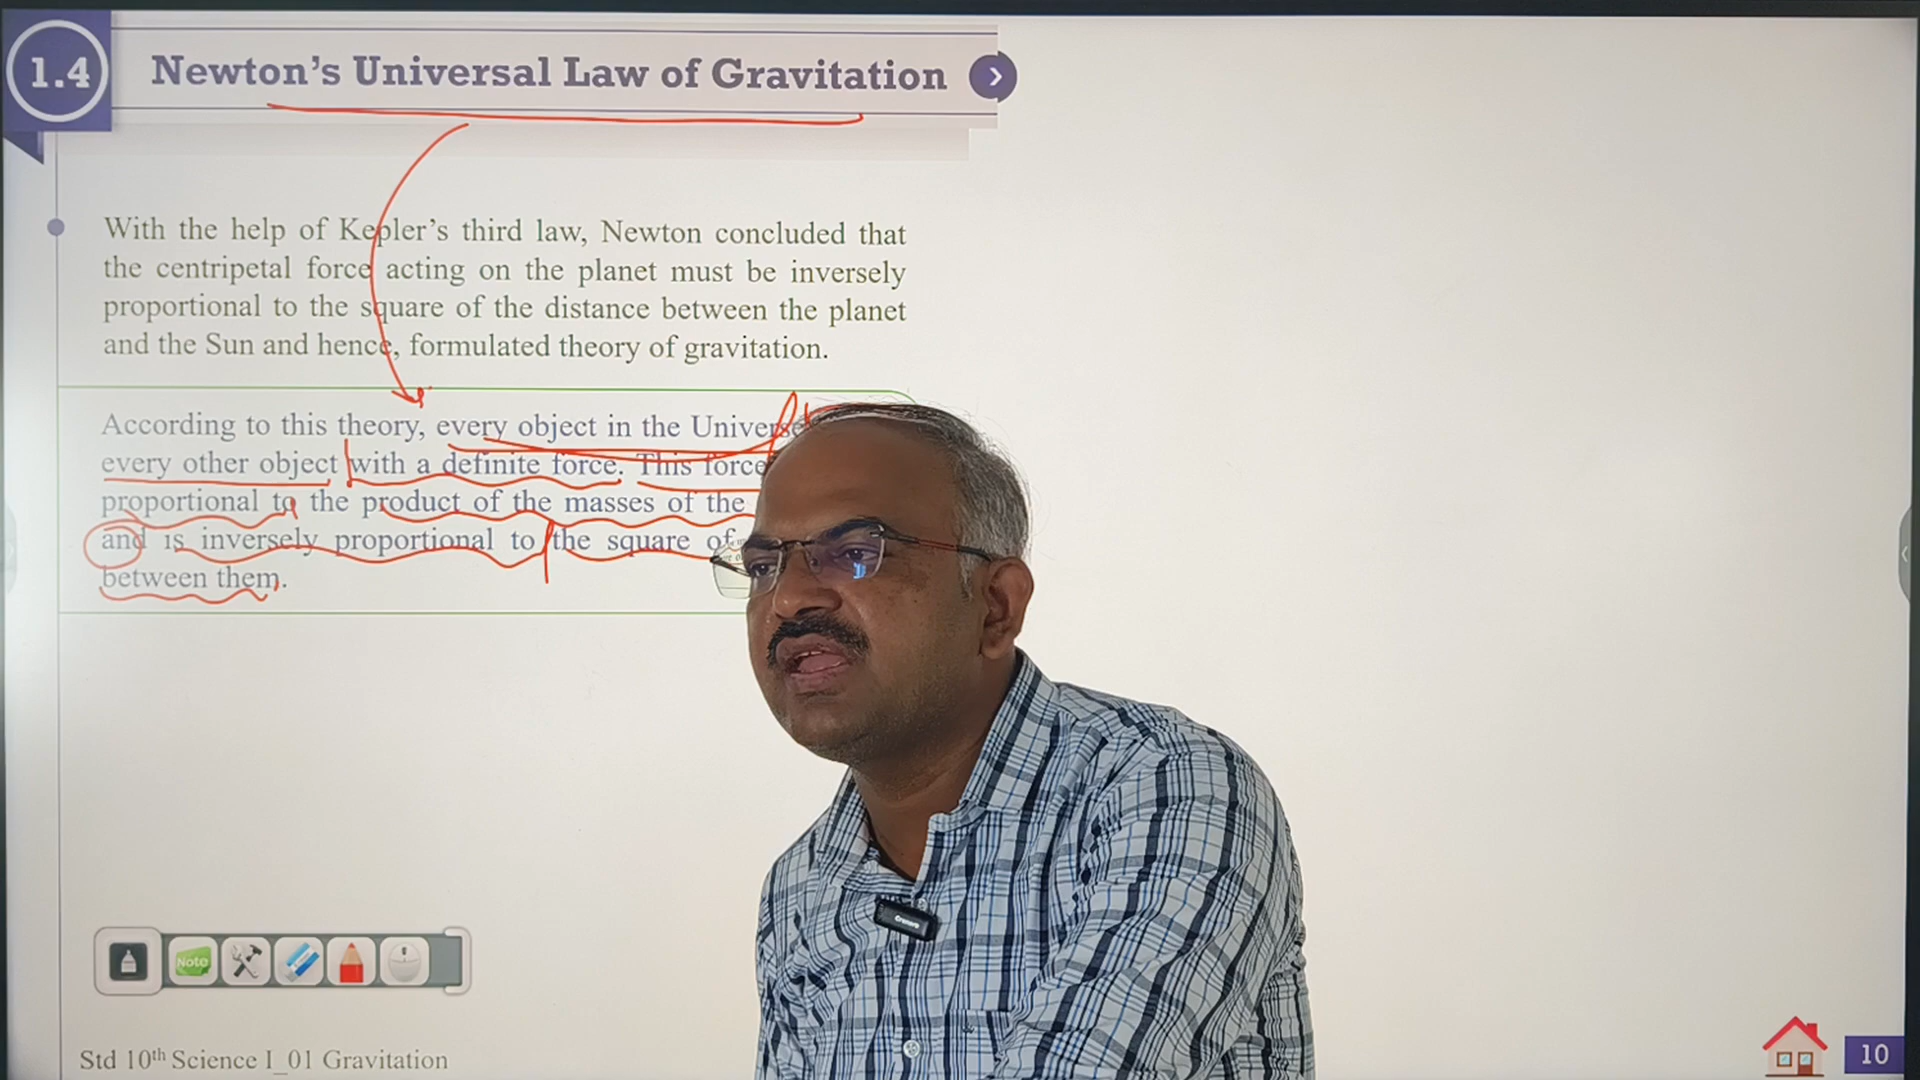 1.4
Newton's Universal Law of Gravitation
With the help of Kepler's third law, Newton concluded that
the centripetal force acting on the planet must be inversely
proportional to the square of the distance between the planet
and the Sun and hence, formulated theory of gravitation.
According to this theory, every object in the Universe
every other object with a definite force. This force
proportional to the product of the masses of the
and is inversely proportional to the square of
between them.
Note
Std 10th Science I_01 Gravitation
10